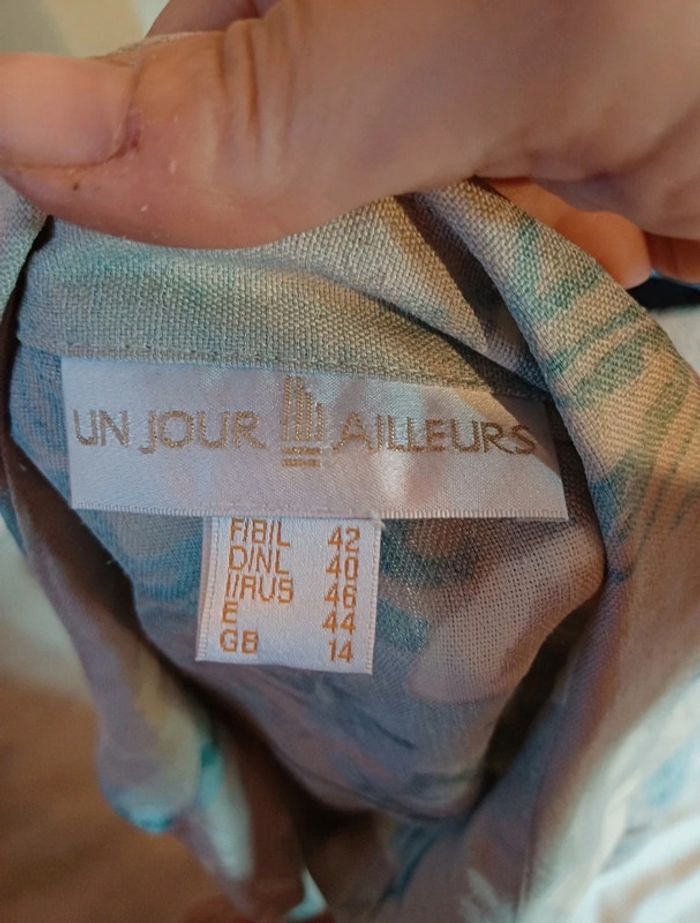 UN JOUR AILLEURS
F/B/L 42
D/NL 40
I/RUS 46
E 44
GB 14